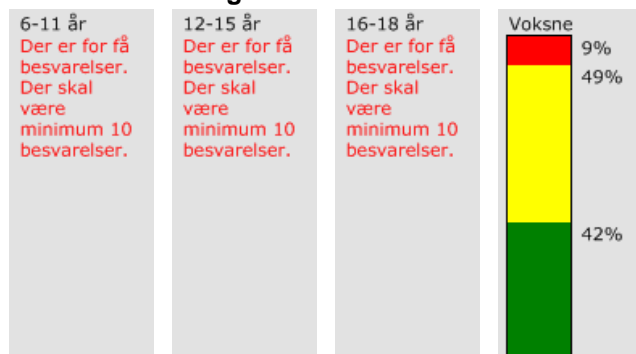 6-11 år
Der er for få
besvarelser.
Der skal
være
minimum 10
besvarelser.
12-15 år
Der er for få
besvarelser.
Der skal
være
minimum 10
besvarelser.
16-18 år
Der er for få
besvarelser.
Der skal
være
minimum 10
besvarelser.
Voksne
9%
49%
42%